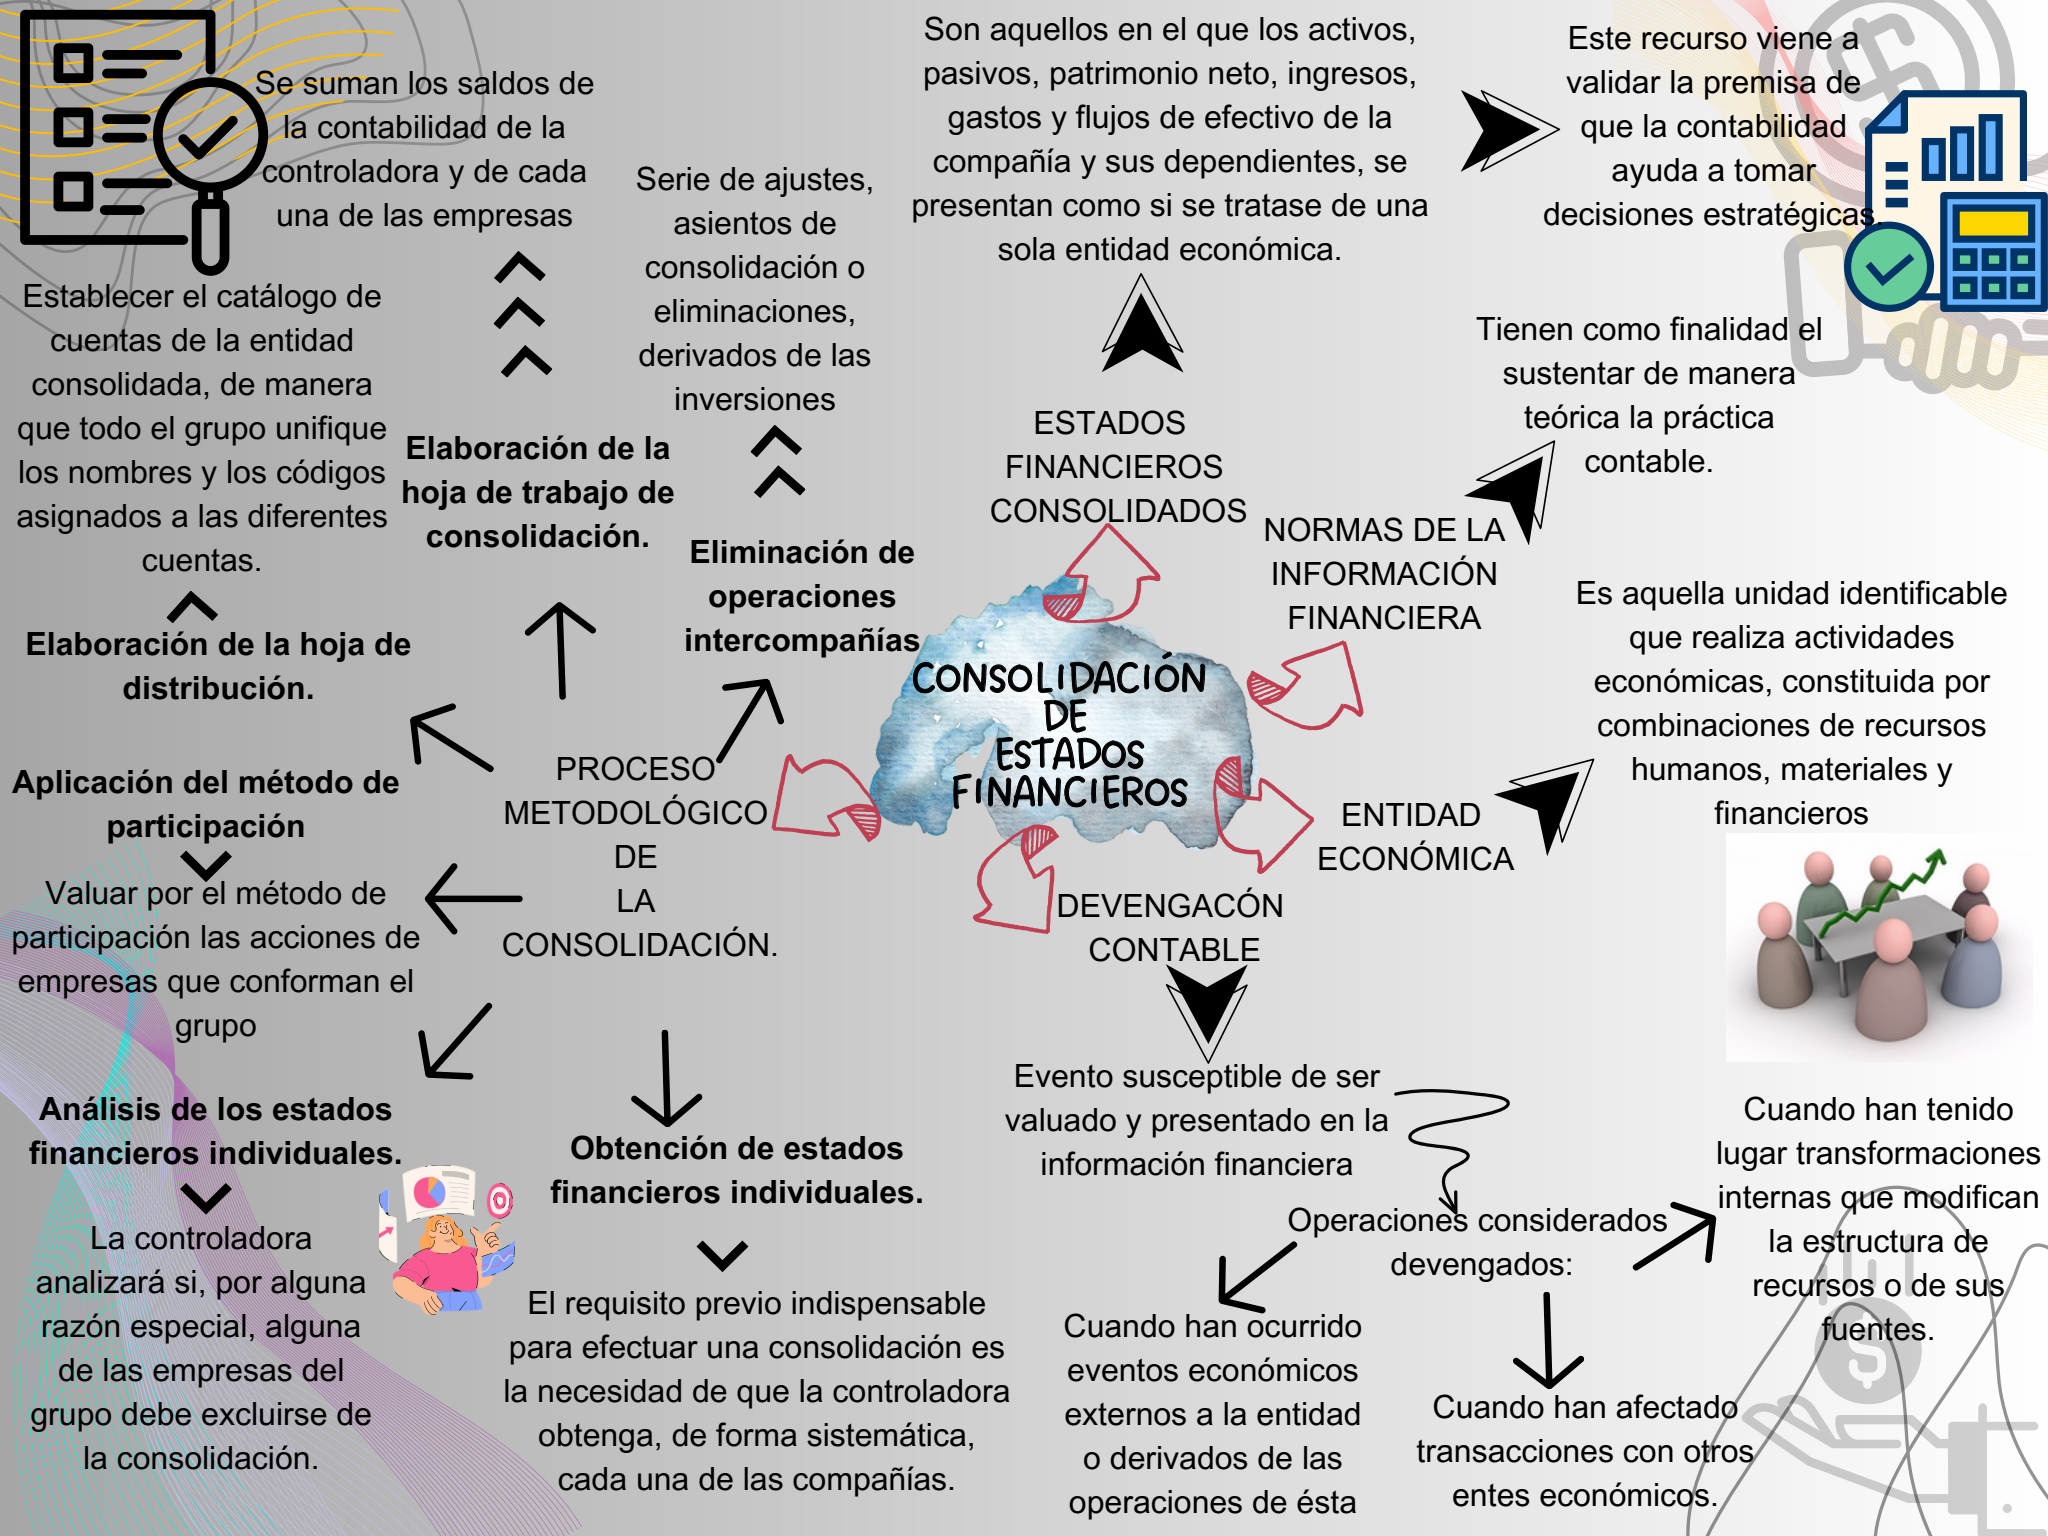 Se suman los saldos de
la contabilidad de la
controladora y de cada
una de las empresas
Serie de ajustes,
asientos de
consolidación o
eliminaciones,
derivados de las
inversiones
Son aquellos en el que los activos,
pasivos, patrimonio neto, ingresos,
gastos y flujos de efectivo de la
compañía y sus dependientes, se
presentan como si se tratase de una
sola entidad económica.
Este recurso viene a
validar la premisa de
que la contabilidad
ayuda a tomar
decisiones estratégicas.
Establecer el catálogo de
cuentas de la entidad
consolidada, de manera
que todo el grupo unifique
los nombres y los códigos
asignados a las diferentes
cuentas.
Elaboración de la
hoja de trabajo de
consolidación.
Eliminación de
operaciones
intercompañías
ESTADOS
FINANCIEROS
CONSOLIDADOS
Tienen como finalidad el
sustentar de manera
teórica la práctica
contable.
NORMAS DE LA
INFORMACIÓN
FINANCIERA
Elaboración de la hoja de
distribución.
Es aquella unidad identificable
que realiza actividades
económicas, constituida por
combinaciones de recursos
humanos, materiales y
financieros
CONSOLIDACIÓN
DE
ESTADOS
FINANCIEROS
Aplicación del método de
participación
Valuar por el método de
participación las acciones de
empresas que conforman el
grupo
PROCESO
METODOLÓGICO
DE
LA
CONSOLIDACIÓN.
ENTIDAD
ECONÓMICA
DEVENGACÓN
CONTABLE
Evento susceptible de ser
valuado y presentado en la
información financiera
Análisis de los estados
financieros individuales.
La controladora
analizará si, por alguna
razón especial, alguna
de las empresas del
grupo debe excluirse de
la consolidación.
Obtención de estados
financieros individuales.
El requisito previo indispensable
para efectuar una consolidación es
la necesidad de que la controladora
obtenga, de forma sistemática,
cada una de las compañías.
Operaciones considerados
devengados:
Cuando han ocurrido
eventos económicos
externos a la entidad
o derivados de las
operaciones de ésta
Cuando han afectado
transacciones con otros
entes económicos.
Cuando han tenido
lugar transformaciones
internas que modifican
la estructura de
recursos o de sus
fuentes.